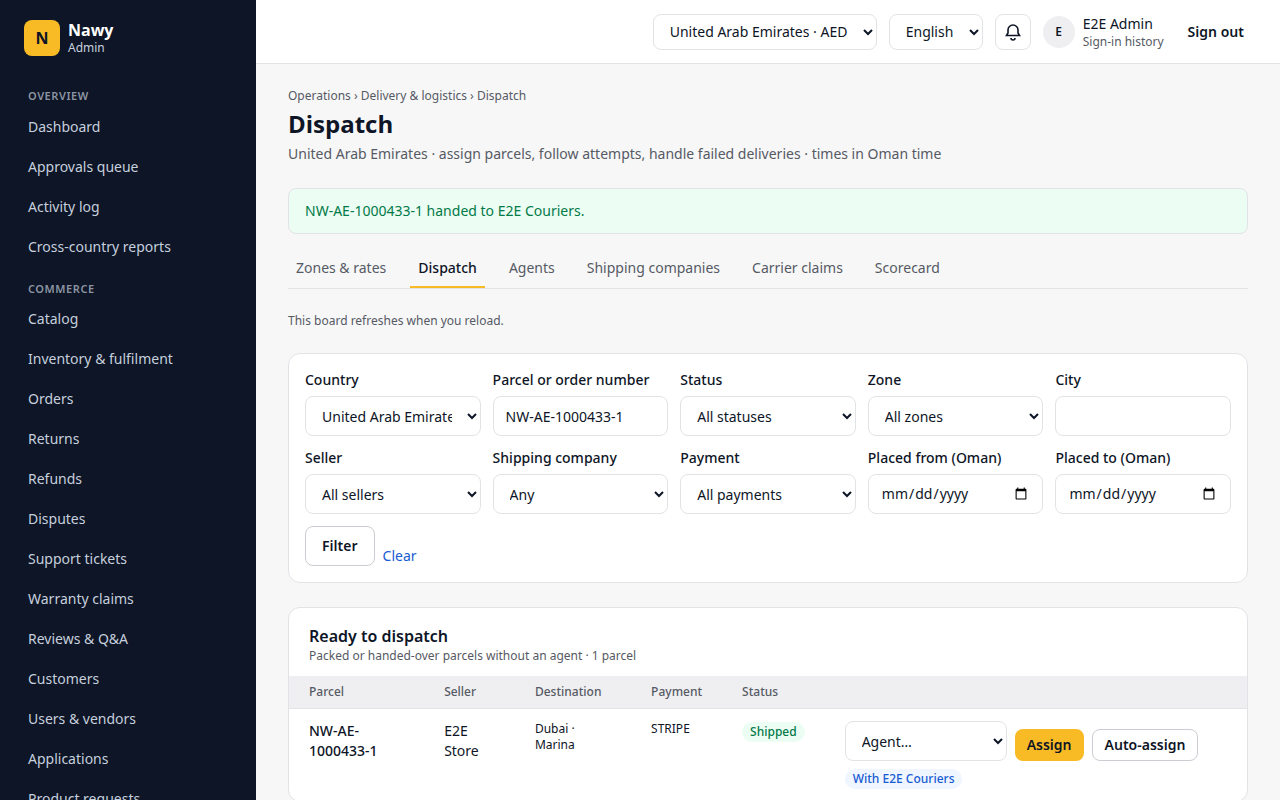 N
Nawy
Admin
United Arab Emirates · AED
English
E
E2E Admin
Sign-in history
Sign out
OVERVIEW
Dashboard
Approvals queue
Activity log
Cross-country reports
COMMERCE
Catalog
Inventory & fulfilment
Orders
Returns
Refunds
Disputes
Support tickets
Warranty claims
Reviews & Q&A
Customers
Users & vendors
Applications
Product requests
Operations › Delivery & logistics › Dispatch
Dispatch
United Arab Emirates · assign parcels, follow attempts, handle failed deliveries · times in Oman time
NW-AE-1000433-1 handed to E2E Couriers.
Zones & rates Dispatch Agents Shipping companies Carrier claims Scorecard
This board refreshes when you reload.
Country Parcel or order number Status Zone City
United Arab Emirate NW-AE-1000433-1 All statuses All zones
Seller Shipping company Payment Placed from (Oman) Placed to (Oman)
All sellers Any All payments mm/dd/yyyy mm/dd/yyyy
Filter Clear
Ready to dispatch
Packed or handed-over parcels without an agent · 1 parcel
Parcel Seller Destination Payment Status
NW-AE-
1000433-1
E2E
Store
Dubai ·
Marina
STRIPE
Shipped
Agent...
Assign
Auto-assign
With E2E Couriers